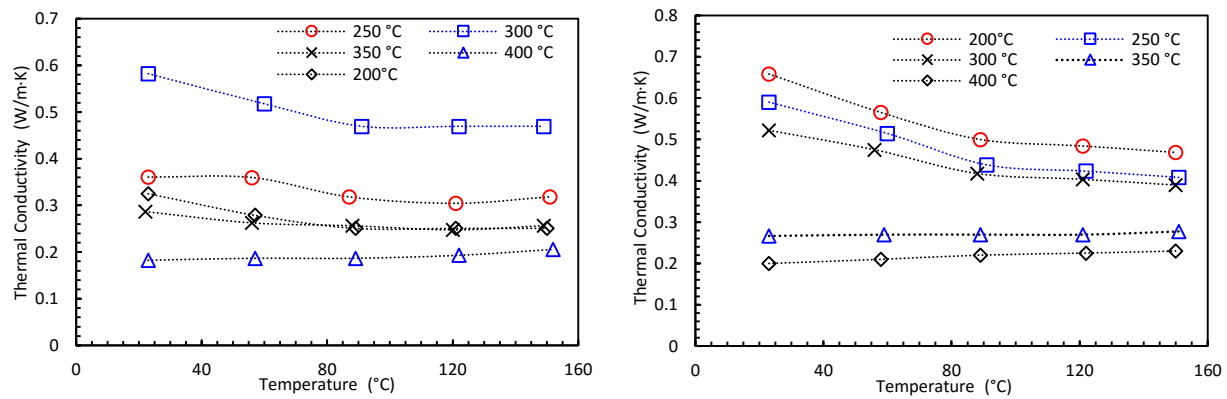 Thermal Conductivity (W/m·K)
0.7
0.6
0.5
0.4
0.3
0.2
0.1
0
0 40 80 120 160
Temperature (°C)
250 °C 300 °C
350 °C 400 °C
200°C
Thermal Conductivity (W/m·K)
0.8
0.7
0.6
0.5
0.4
0.3
0.2
0.1
0
0 40 80 120 160
Temperature (°C)
200°C 250 °C
300 °C 350 °C
400 °C